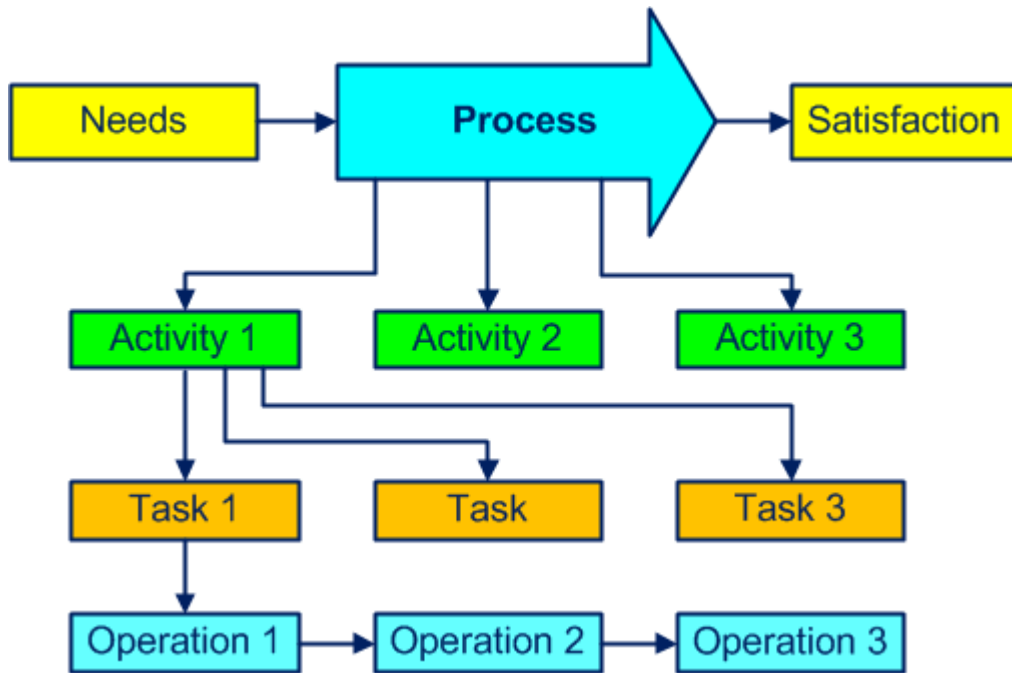 Needs
Process
Satisfaction
Activity 1
Activity 2
Activity 3
Task 1
Task
Task 3
Operation 1
Operation 2
Operation 3